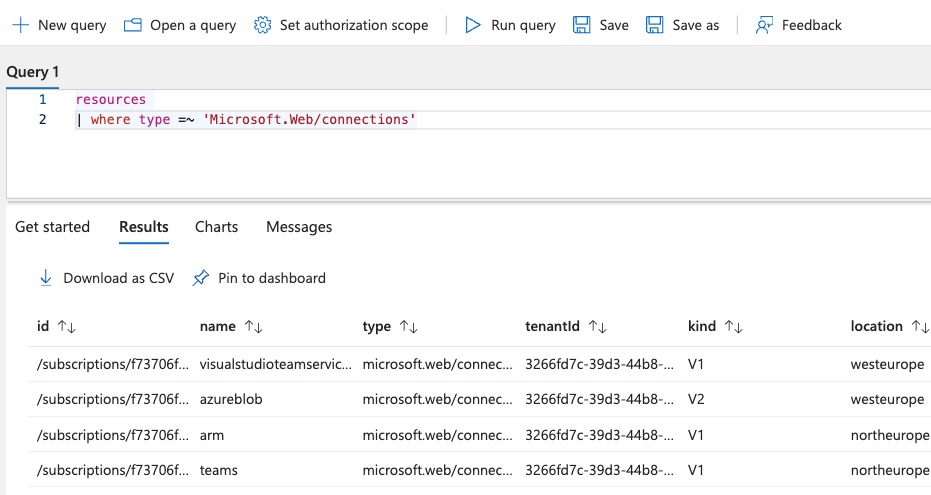 New query Open a query Set authorization scope Run query Save Save as Feedback
Query 1
1 resources
2 | where type =~ 'Microsoft.Web/connections'
Get started Results Charts Messages
Download as CSV Pin to dashboard
id name type tenantId kind location
/subscriptions/f73706f... visualstudioteamservic... microsoft.web/connec... 3266fd7c-39d3-44b8-... V1 westeurope
/subscriptions/f73706f... azureblob microsoft.web/connec... 3266fd7c-39d3-44b8-... V2 westeurope
/subscriptions/f73706f... arm microsoft.web/connec... 3266fd7c-39d3-44b8-... V1 northeurope
/subscriptions/f73706f... teams microsoft.web/connec... 3266fd7c-39d3-44b8-... V1 northeurope